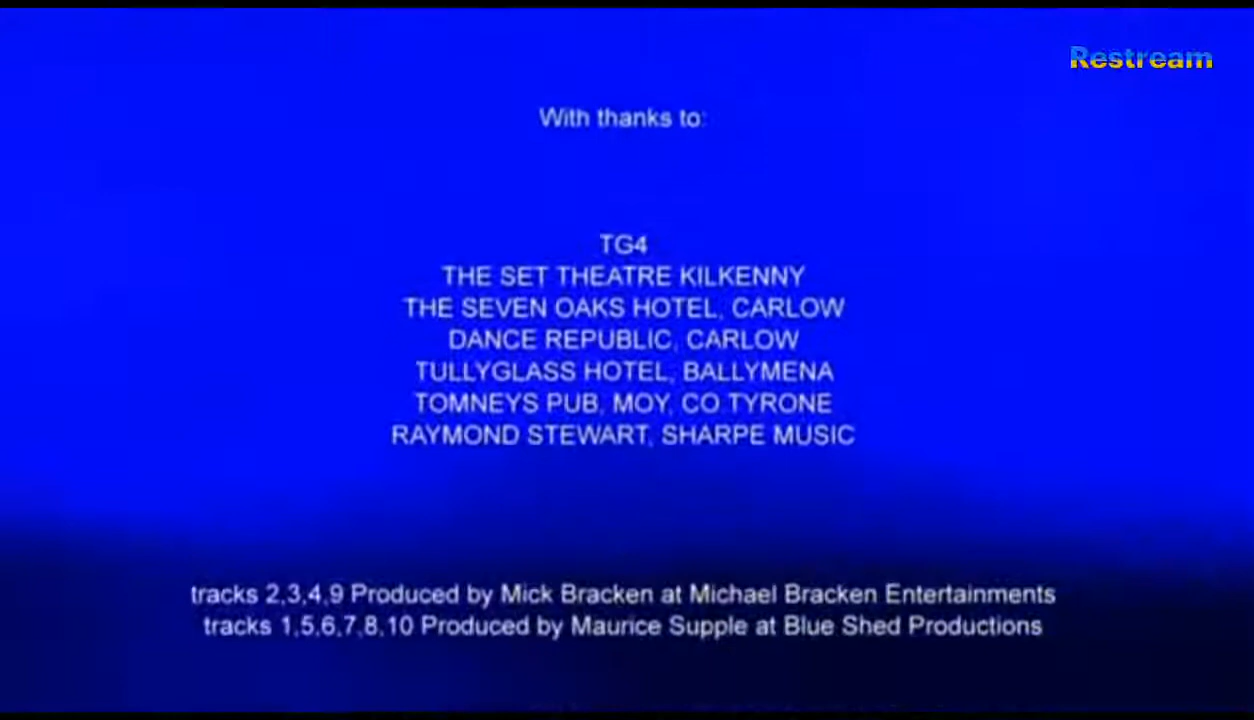 Restream
With thanks to:
TG4
THE SET THEATRE KILKENNY
THE SEVEN OAKS HOTEL, CARLOW
DANCE REPUBLIC, CARLOW
TULLYGLASS HOTEL, BALLYMENA
TOMNEYS PUB, MOY, CO TYRONE
RAYMOND STEWART, SHARPE MUSIC
tracks 2,3,4,9 Produced by Mick Bracken at Michael Bracken Entertainments
tracks 1,5,6,7,8,10 Produced by Maurice Supple at Blue Shed Productions